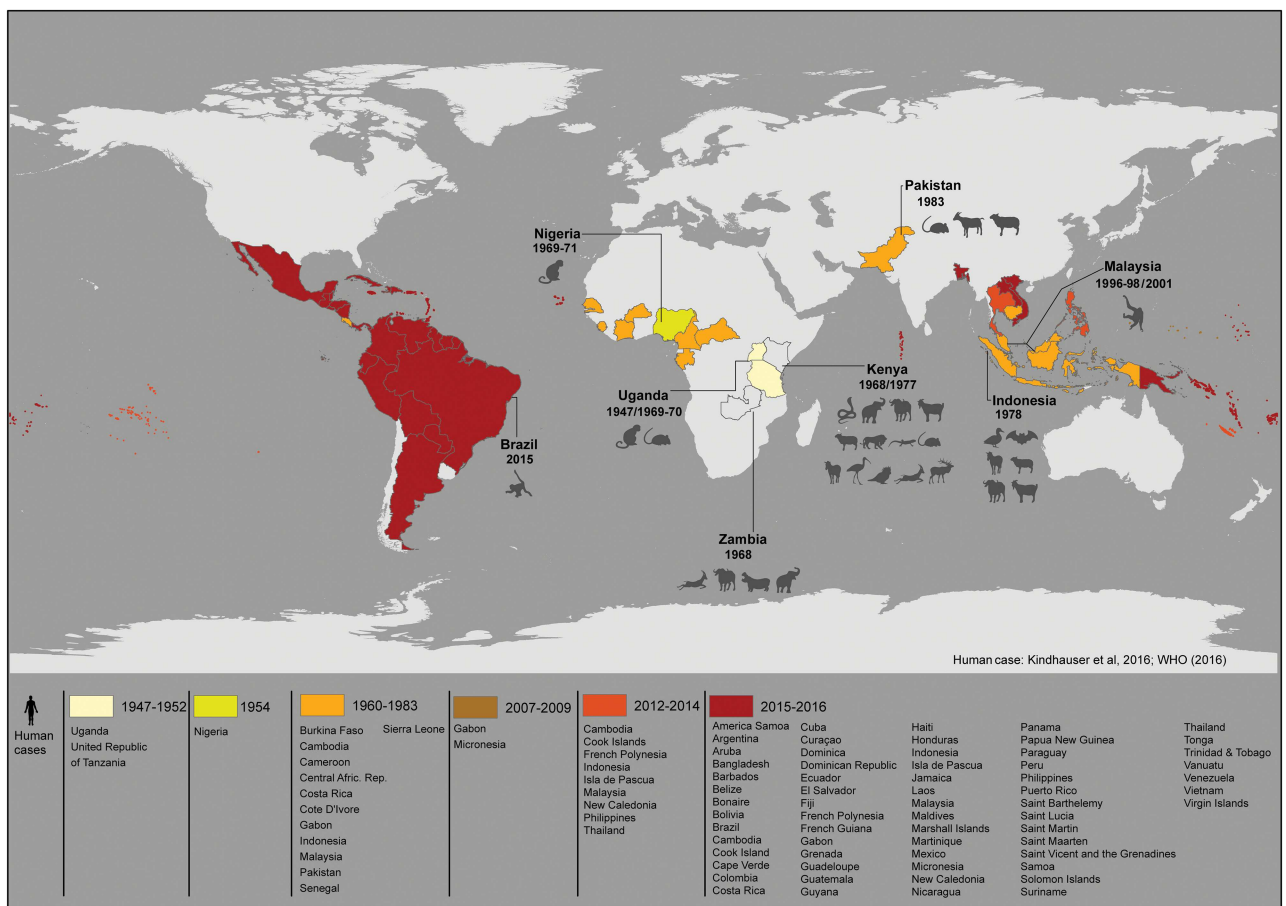 Pakistan
1983
Nigeria
1969-71
Malaysia
1996-98/2001
Kenya
1968/1977
Uganda
1947/1969-70
Indonesia
1978
Brazil
2015
Zambia
1968
Human case: Kindhauser et al, 2016; WHO (2016)
Human
cases
1947-1952
Uganda
United Republic
of Tanzania
1954
Nigeria
1960-1983
Burkina Faso
Cambodia
Cameroon
Central Afric. Rep.
Costa Rica
Cote D'Ivore
Gabon
Indonesia
Malaysia
Pakistan
Senegal
Sierra Leone
2007-2009
Gabon
Micronesia
2012-2014
Cambodia
Cook Islands
French Polynesia
Indonesia
Isla de Pascua
Malaysia
New Caledonia
Philippines
Thailand
2015-2016
America Samoa
Argentina
Aruba
Bangladesh
Barbados
Belize
Bonaire
Bolivia
Brazil
Cambodia
Cook Island
Cape Verde
Colombia
Costa Rica
Cuba
Curaçao
Dominica
Dominican Republic
Ecuador
El Salvador
Fiji
French Polynesia
French Guiana
Gabon
Grenada
Guadeloupe
Guatemala
Guyana
Haiti
Honduras
Indonesia
Isla de Pascua
Jamaica
Laos
Malaysia
Maldives
Marshall Islands
Martinique
Mexico
Micronesia
New Caledonia
Nicaragua
Panama
Papua New Guinea
Paraguay
Peru
Philippines
Puerto Rico
Saint Barthelemy
Saint Lucia
Saint Martin
Saint Maarten
Saint Vicent and the Grenadines
Samoa
Solomon Islands
Suriname
Thailand
Tonga
Trinidad & Tobago
Vanuatu
Venezuela
Vietnam
Virgin Islands